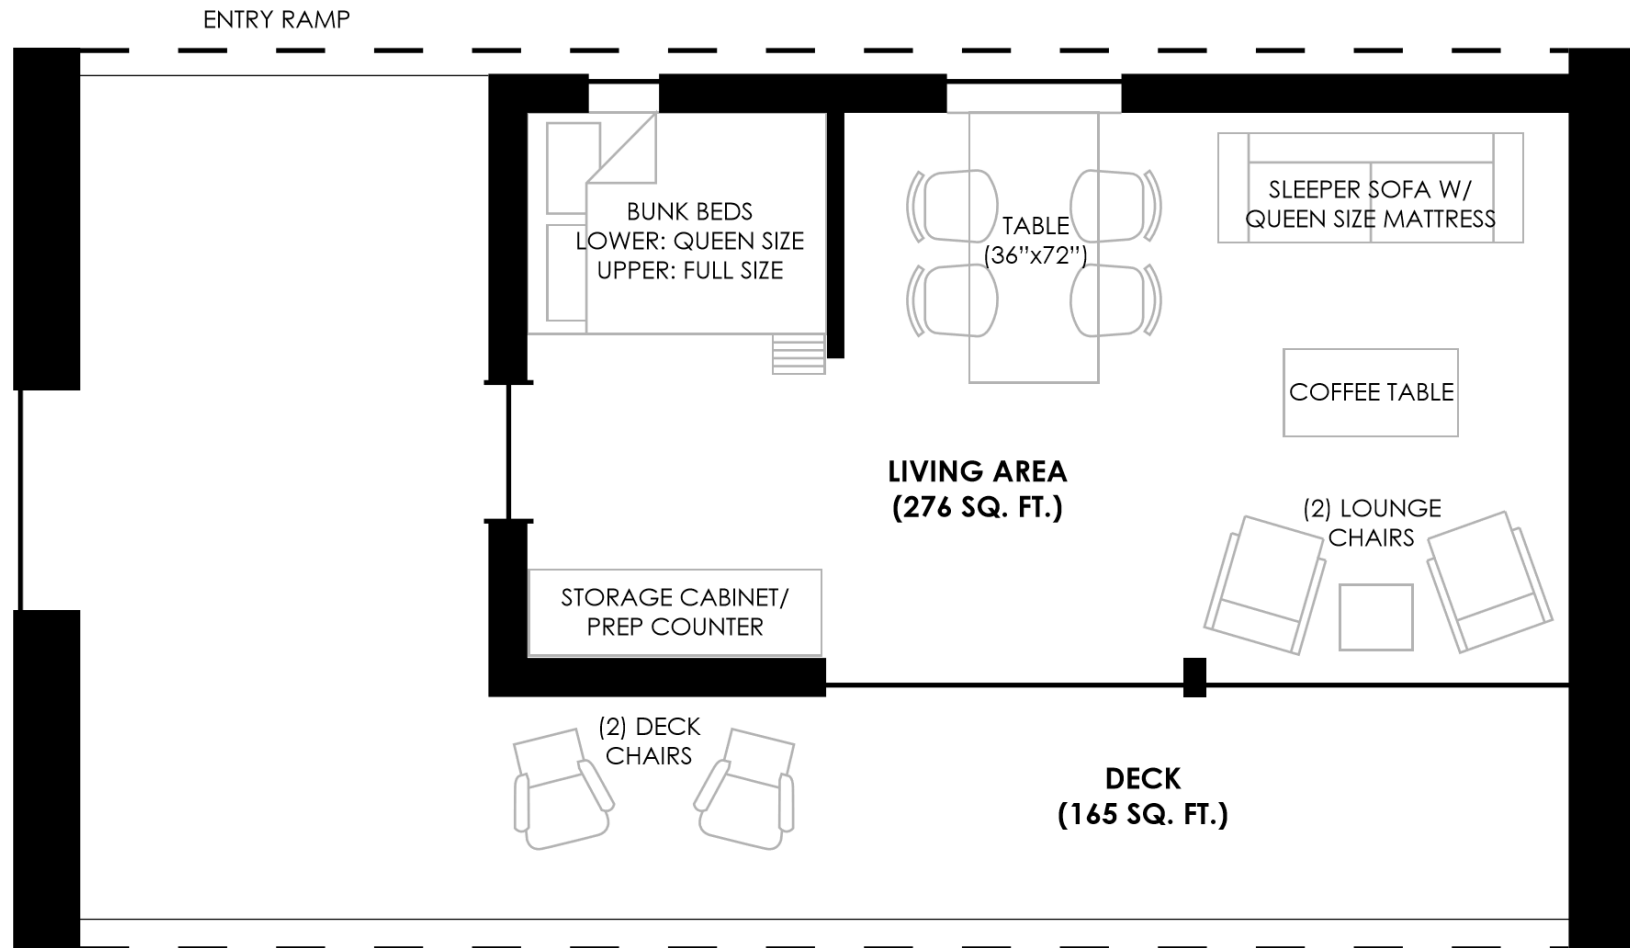 ENTRY RAMP
BUNK BEDS
LOWER: QUEEN SIZE
UPPER: FULL SIZE
TABLE
(36”x72”)
SLEEPER SOFA W/
QUEEN SIZE MATTRESS
COFFEE TABLE
LIVING AREA
(276 SQ. FT.)
(2) LOUNGE
CHAIRS
STORAGE CABINET/
PREP COUNTER
(2) DECK
CHAIRS
DECK
(165 SQ. FT.)